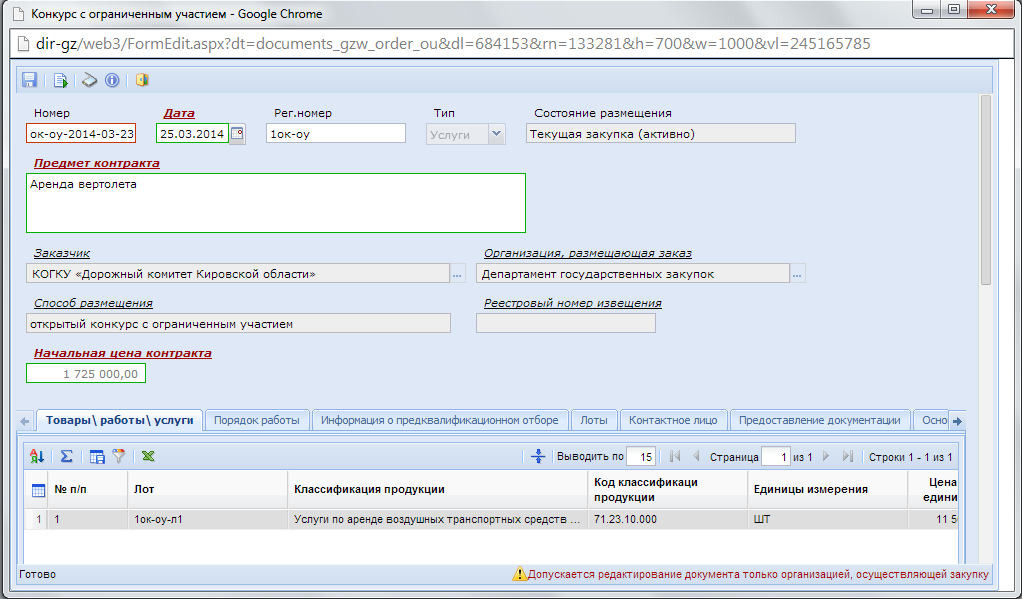 Конкурс с ограниченным участием - Google Chrome
dir-gz/web3/FormEdit.aspx?dt=documents_gzw_order_ou&dl=684153&rn=133281&h=700&w=1000&vl=245165785
Номер Дата Рег.номер Тип Состояние размещения
ок-оу-2014-03-23 25.03.2014 1ок-оу Услуги Текущая закупка (активно)
Предмет контракта
Аренда вертолета
Заказчик Организация, размещающая заказ
КОГКУ «Дорожный комитет Кировской области» ... Департамент государственных закупок ...
Способ размещения Реестровый номер извещения
открытый конкурс с ограниченным участием
Начальная цена контракта
1 725 000,00
Товары\ работы\ услуги Порядок работы Информация о предквалификационном отборе Лоты Контактное лицо Предоставление документации Осно
Выводить по 15 Страница 1 из 1 Строки 1 - 1 из 1
№ п/п Лот Классификация продукции Код классификаци продукции Единицы измерения Цена едини
1 1 1ок-оу-л1 Услуги по аренде воздушных транспортных средств ... 71.23.10.000 ШТ 11 5
Готово Допускается редактирование документа только организацией, осуществляющей закупку